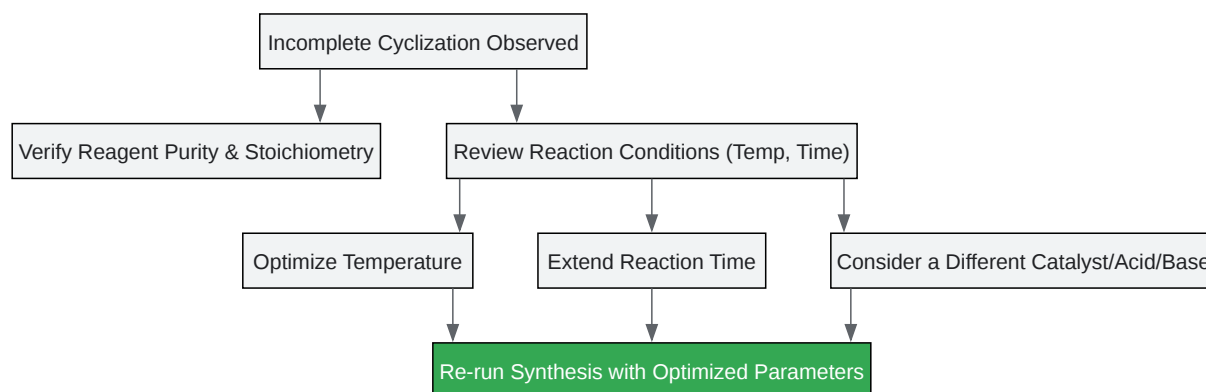 Incomplete Cyclization Observed
Verify Reagent Purity & Stoichiometry
Review Reaction Conditions (Temp, Time)
Optimize Temperature
Extend Reaction Time
Consider a Different Catalyst/Acid/Base
Re-run Synthesis with Optimized Parameters